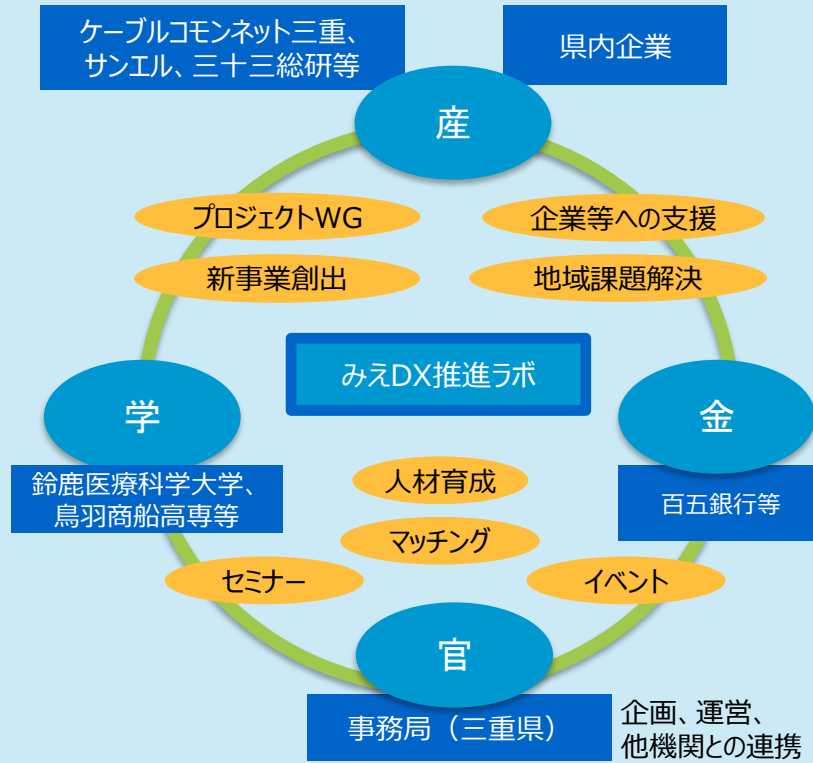 ケーブルコモンネット三重、
サンエル、三十三総研等
県内企業
産
プロジェクトWG
企業等への支援
新事業創出
地域課題解決
みえDX推進ラボ
学
金
鈴鹿医療科学大学、
鳥羽商船高専等
百五銀行等
人材育成
マッチング
セミナー
イベント
官
事務局（三重県）
企画、運営、
他機関との連携